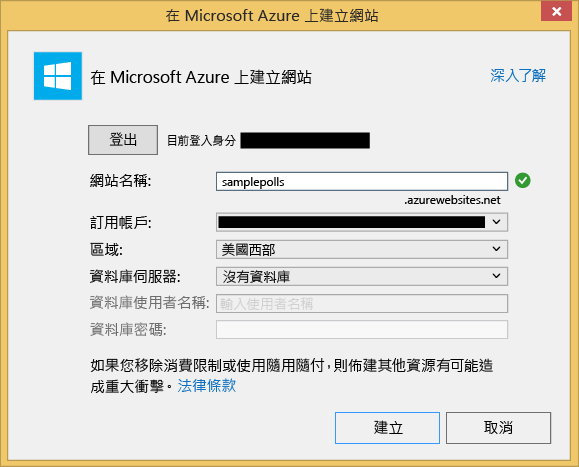 在 Microsoft Azure 上建立網站
在 Microsoft Azure 上建立網站
深入了解
登出 目前登入身分
網站名稱: samplepolls
.azurewebsites.net
訂用帳戶:
區域: 美國西部
資料庫伺服器: 沒有資料庫
資料庫使用者名稱: 輸入使用者名稱
資料庫密碼:
如果您移除消費限制或使用隨用隨付，則佈建其他資源有可能造
成重大衝擊。法律條款
建立 取消